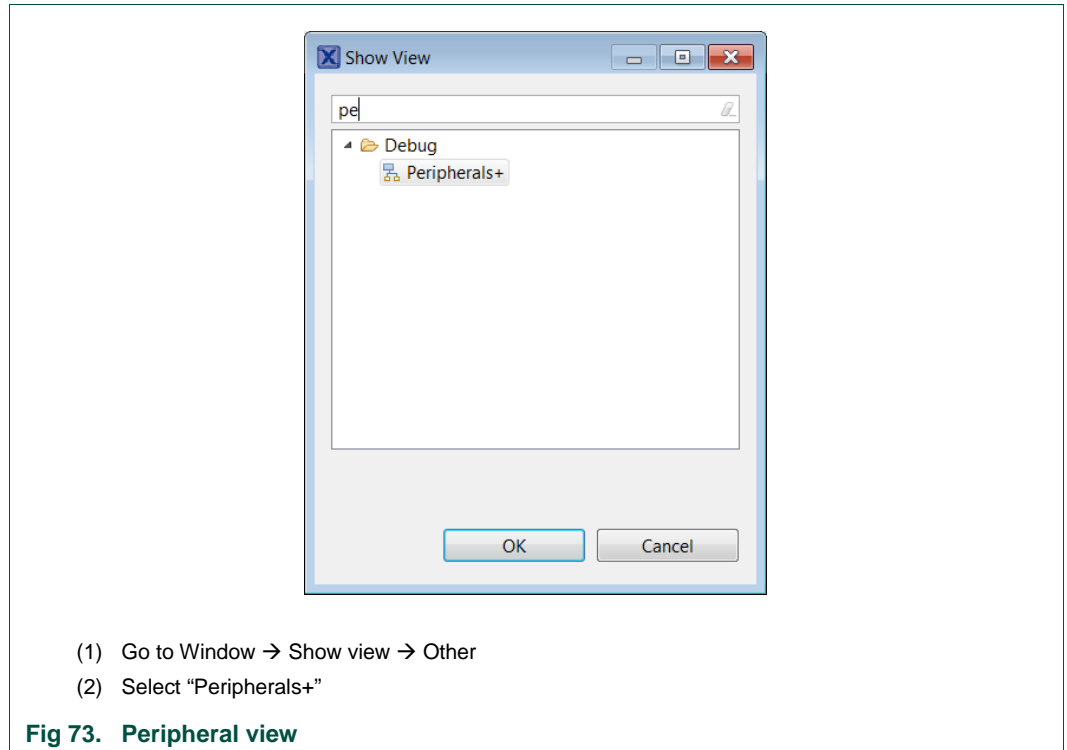 Show View
pe
Debug
Peripherals+
OK Cancel
(1) Go to Window → Show view → Other
(2) Select “Peripherals+”
Fig 73. Peripheral view